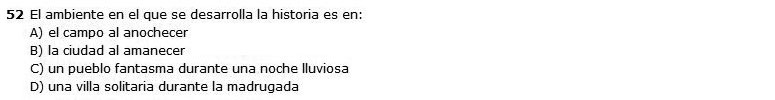 52 El ambiente en el que se desarrolla la historia es en:
A) el campo al anochecer
B) la ciudad al amanecer
C) un pueblo fantasma durante una noche lluviosa
D) una villa solitaria durante la madrugada